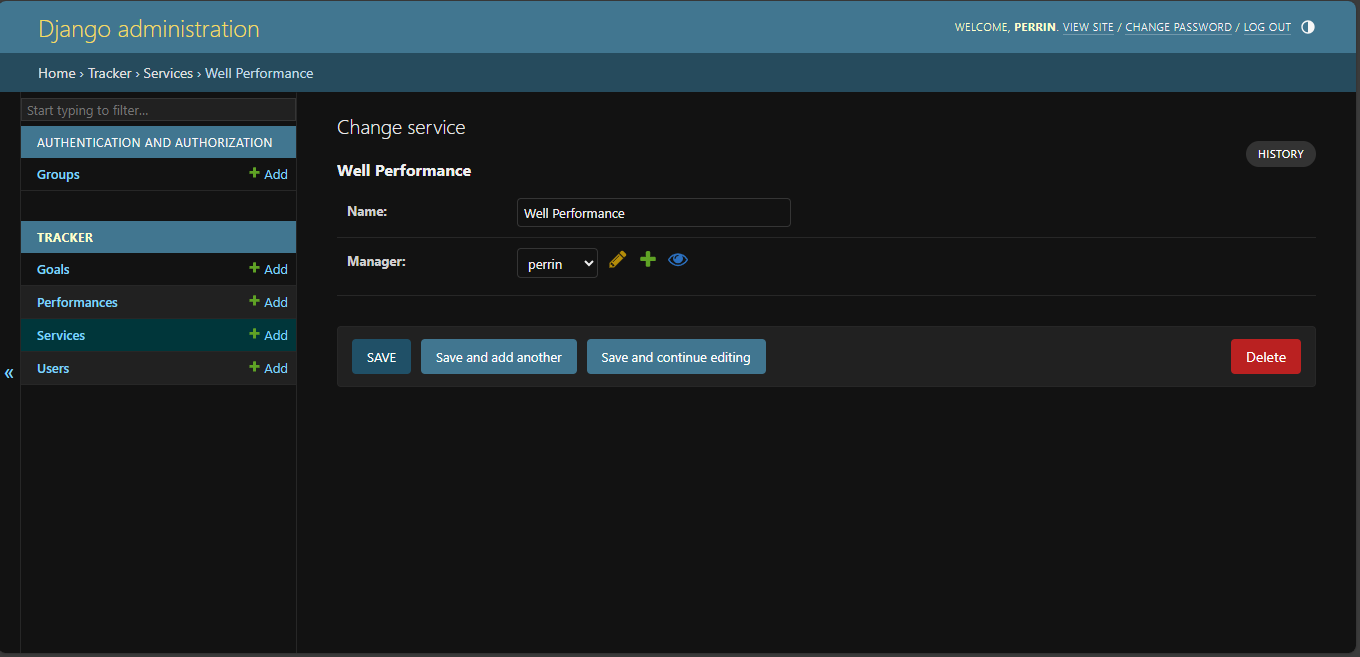 Django administration
WELCOME, PERRIN. VIEW SITE / CHANGE PASSWORD / LOG OUT
Home › Tracker › Services › Well Performance
Start typing to filter...
AUTHENTICATION AND AUTHORIZATION
Groups + Add
TRACKER
Goals + Add
Performances + Add
Services + Add
Users + Add
«
Change service
HISTORY
Well Performance
Name: Well Performance
Manager: perrin
SAVE Save and add another Save and continue editing Delete